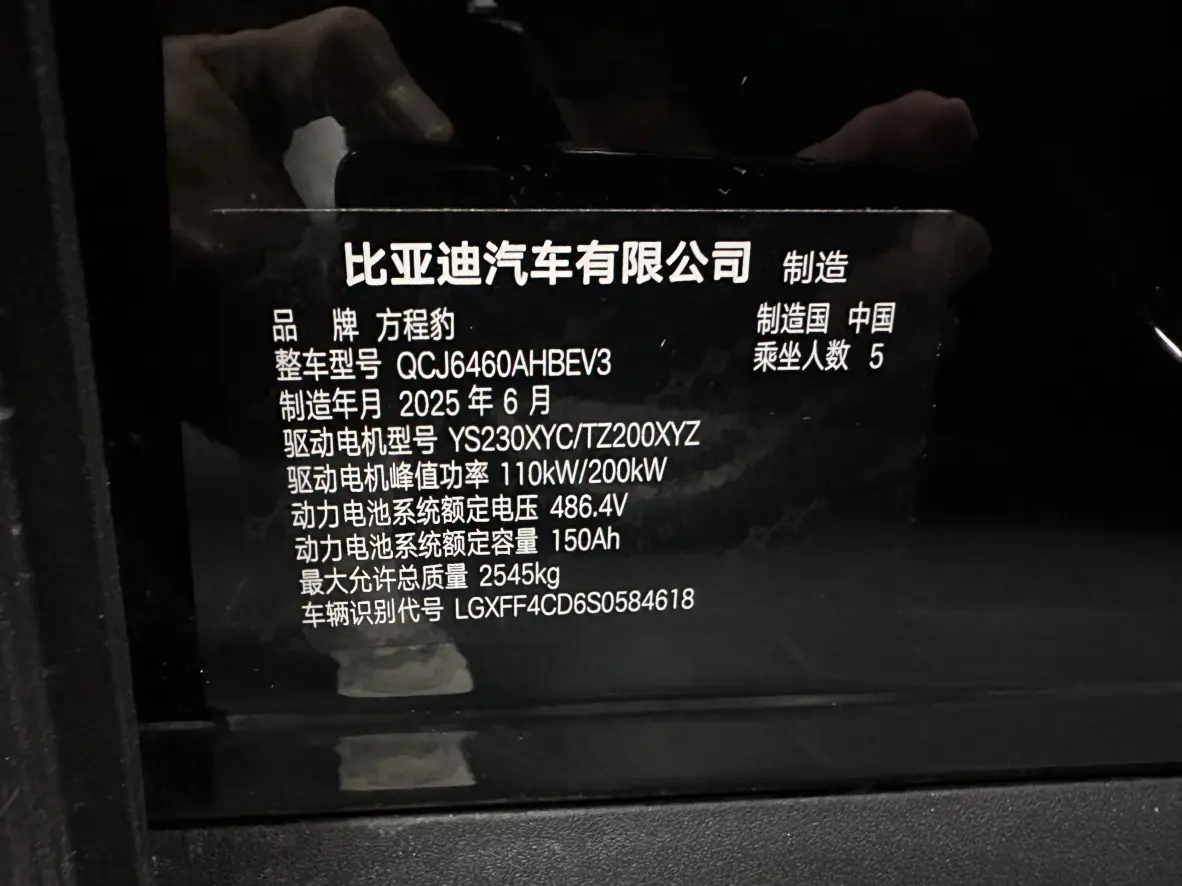 比亚迪汽车有限公司 制造
品 牌 方程豹 制造国 中国
整车型号 QCJ6460AHBEV3 乘坐人数 5
制造年月 2025 年 6 月
驱动电机型号 YS230XYC/TZ200XYZ
驱动电机峰值功率 110kW/200kW
动力电池系统额定电压 486.4V
动力电池系统额定容量 150Ah
最大允许总质量 2545kg
车辆识别代号 LGXFF4CD6S0584618